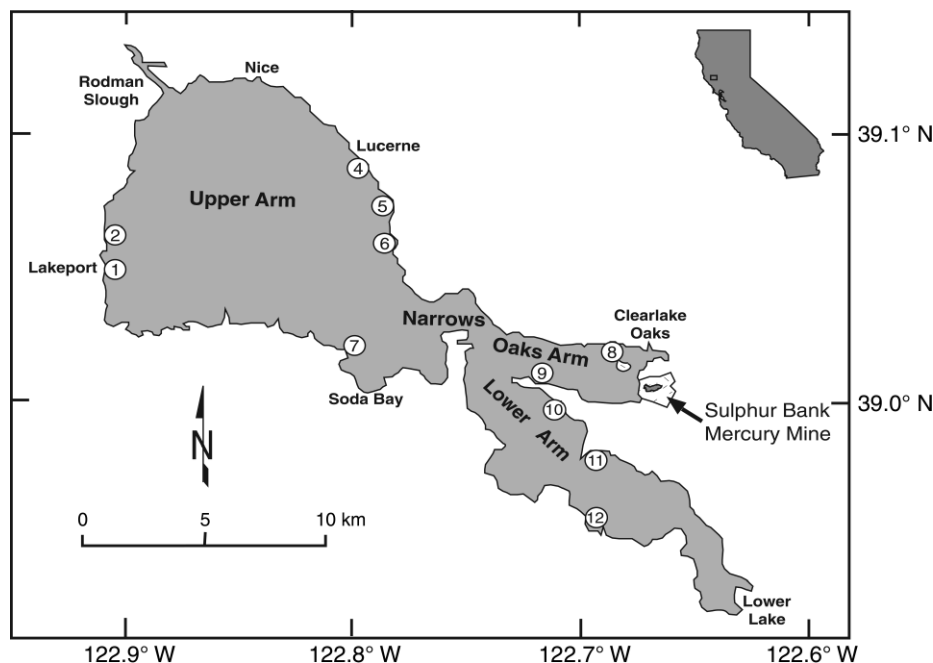 Nice
Rodman
Slough
39.1° N
Lucerne
4
Upper Arm
5
2
6
Lakeport
1
Clearlake
Oaks
Narrows
7
Oaks Arm
8
9
Soda Bay
39.0° N
Lower Arm
10
Sulphur Bank
Mercury Mine
N
11
0 5 10 km
12
Lower
Lake
122.9° W 122.8° W 122.7° W 122.6° W